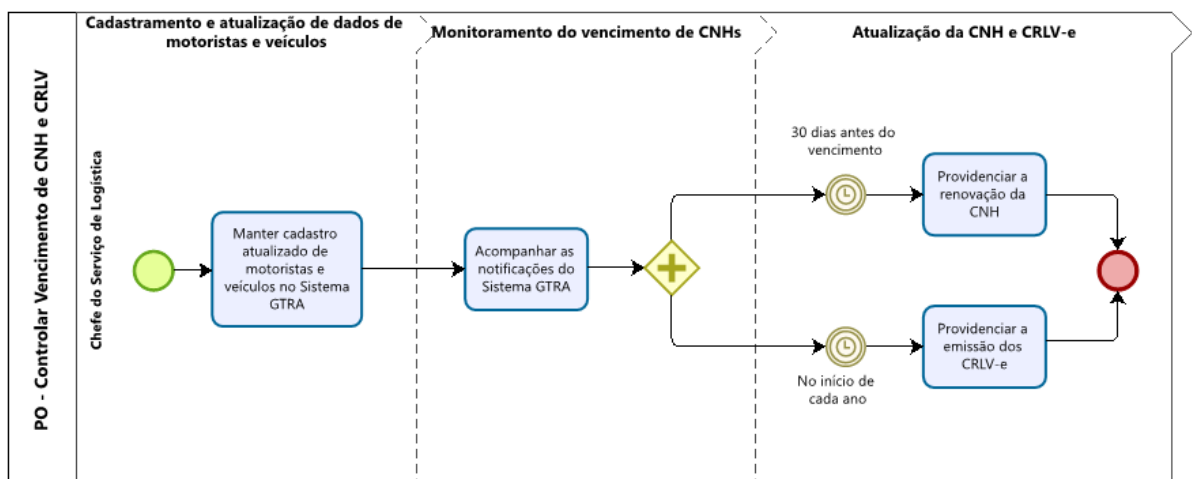 PO - Controlar Vencimento de CNH e CRLV
Chefe do Serviço de Logística
Cadastramento e atualização de dados de
motoristas e veículos
Monitoramento do vencimento de CNHs
Atualização da CNH e CRLV-e
Manter cadastro
atualizado de
motoristas e
veículos no Sistema
GTRA
Acompanhar as
notificações do
Sistema GTRA
30 dias antes do
vencimento
Providenciar a
renovação da
CNH
No início de
cada ano
Providenciar a
emissão dos
CRLV-e